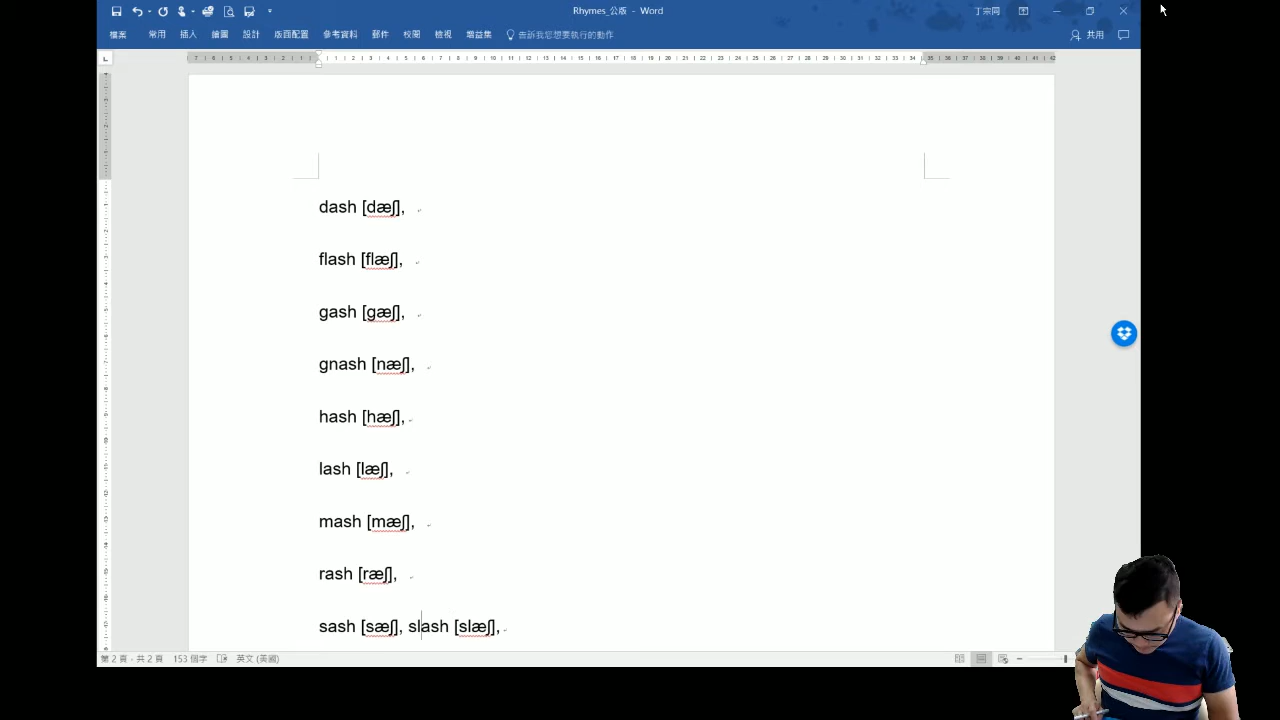 Rhymes_公版 - Word
丁宗冈
檔案 常用 插入 繪圖 設計 版面配置 參考資料 郵件 校閱 檢視 增益集 告訴我您想要執行的動作 共用
dash [dæʃ],
flash [flæʃ],
gash [gæʃ],
gnash [næʃ],
hash [hæʃ],
lash [læʃ],
mash [mæʃ],
rash [ræʃ],
sash [sæʃ], slash [slæʃ],
第 2 頁，共 2 頁 153 個字 英文 (美國)